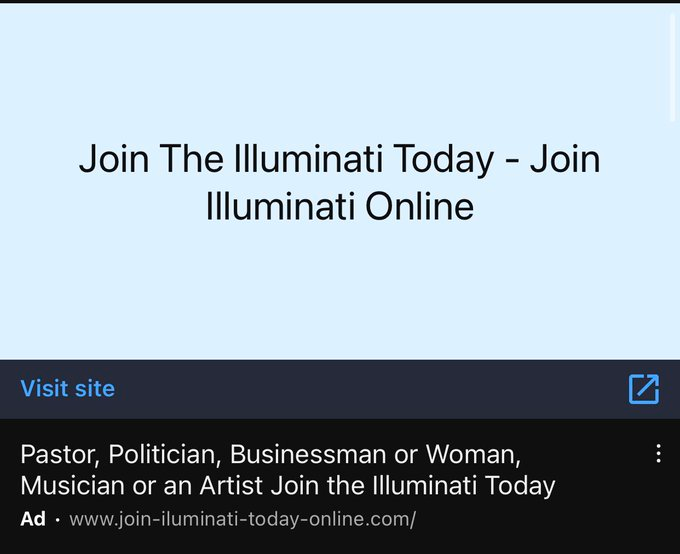 Join The Illuminati Today - Join
Illuminati Online
Visit site
Pastor, Politician, Businessman or Woman,
Musician or an Artist Join the Illuminati Today
Ad · www.join-iluminati-today-online.com/